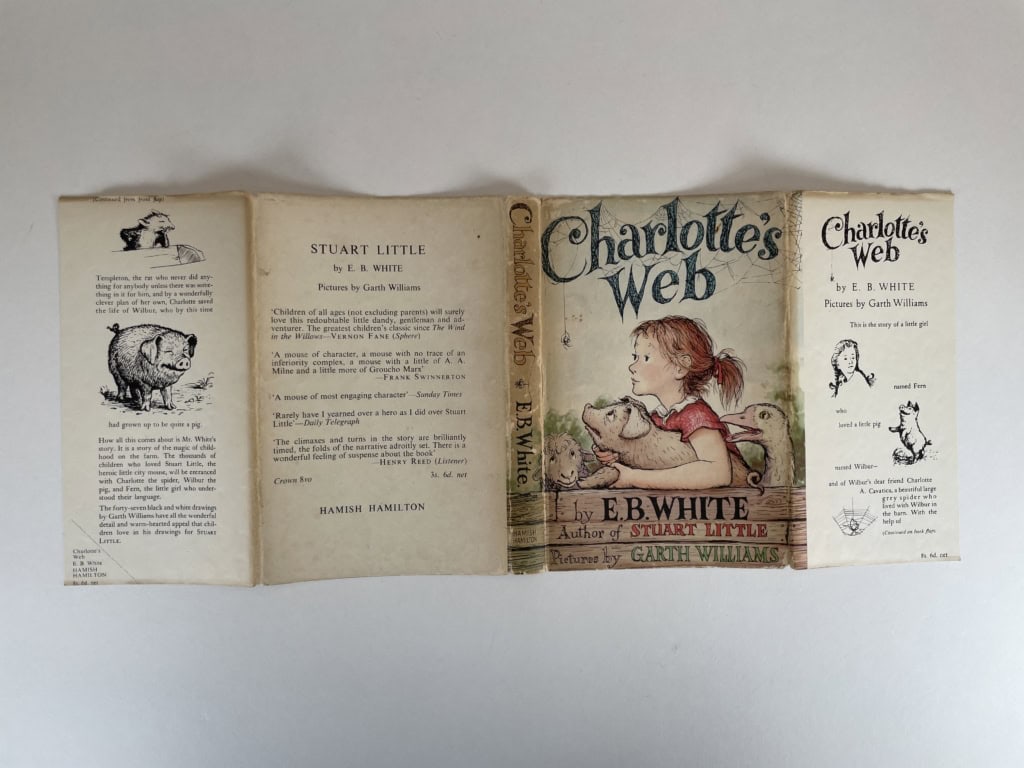 (Continued from front flap)
Templeton, the rat who never did any-
thing for anybody unless there was some-
thing in it for him, and by a wonderfully
clever plan of her own, Charlotte saved
the life of Wilbur, who by this time
had grown up to be quite a pig.
How all this comes about is Mr. White's
story. It is a story of the magic of child-
hood on the farm. The thousands of
children who loved Stuart Little, the
heroic little city mouse, will be entranced
with Charlotte the spider, Wilbur the
pig, and Fern, the little girl who under-
stood their language.
The forty-seven black and white drawings
by Garth Williams have all the wonderful
detail and warm-hearted appeal that chil-
dren love in his drawings for STUART
LITTLE.
Charlotte's
Web
E. B. White
HAMISH
HAMILTON
8s. 6d. net
STUART LITTLE
by E. B. WHITE
Pictures by Garth Williams
'Children of all ages (not excluding parents) will surely
love this redoubtable little dandy, gentleman and ad-
venturer. The greatest children's classic since The Wind
in the Willows—VERNON FANE (Sphere)
'A mouse of character, a mouse with no trace of an
inferiority complex, a mouse with a little of A. A.
Milne and a little more of Groucho Marx'
—FRANK SWINNERTON
'A mouse of most engaging character'—Sunday Times
'Rarely have I yearned over a hero as I did over Stuart
Little'—Daily Telegraph
'The climaxes and turns in the story are brilliantly
timed, the folds of the narrative adroitly set. There is a
wonderful feeling of suspense about the book'
—HENRY REED (Listener)
Crown 8vo
5s. 6d. net
HAMISH HAMILTON
Charlotte's Web
E.B.White
HAMISH
HAMILTON
Charlotte's
Web
by E.B.WHITE
Author of STUART LITTLE
Pictures by GARTH WILLIAMS
Charlotte's
Web
by E. B. WHITE
Pictures by Garth Williams
This is the story of a little girl
named Fern
who
loved a little pig
named Wilbur—
and of Wilbur's dear friend Charlotte
A. Cavatica, a beautiful large
grey spider who
lived with Wilbur in
the barn. With the
help of
(Continued on back flap)
8s. 6d. net